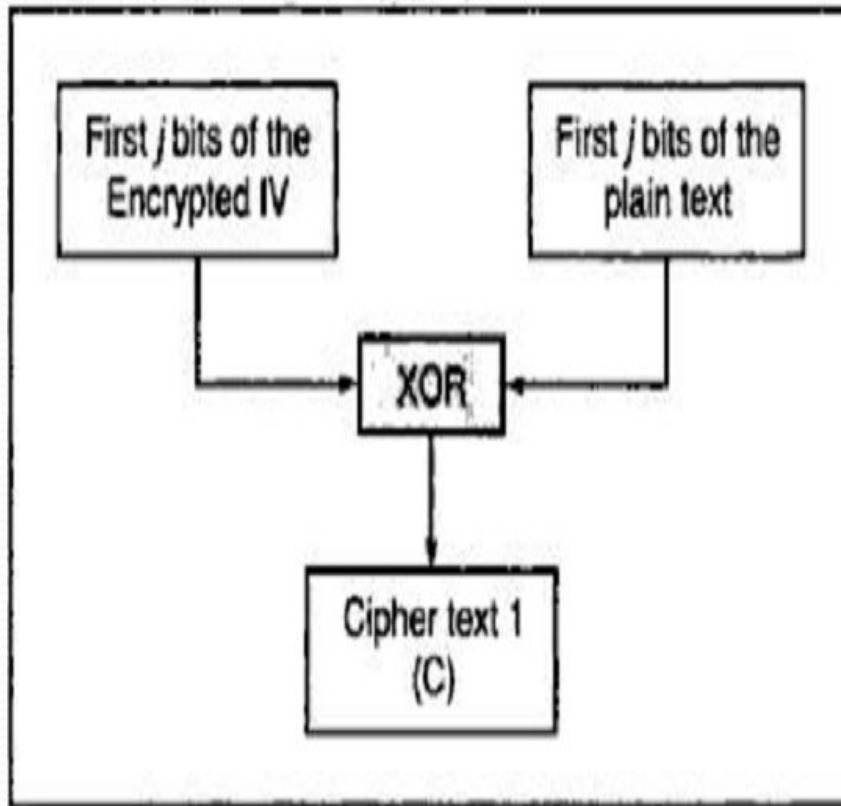 First j bits of the
Encrypted IV
First j bits of the
plain text
XOR
Cipher text 1
(C)